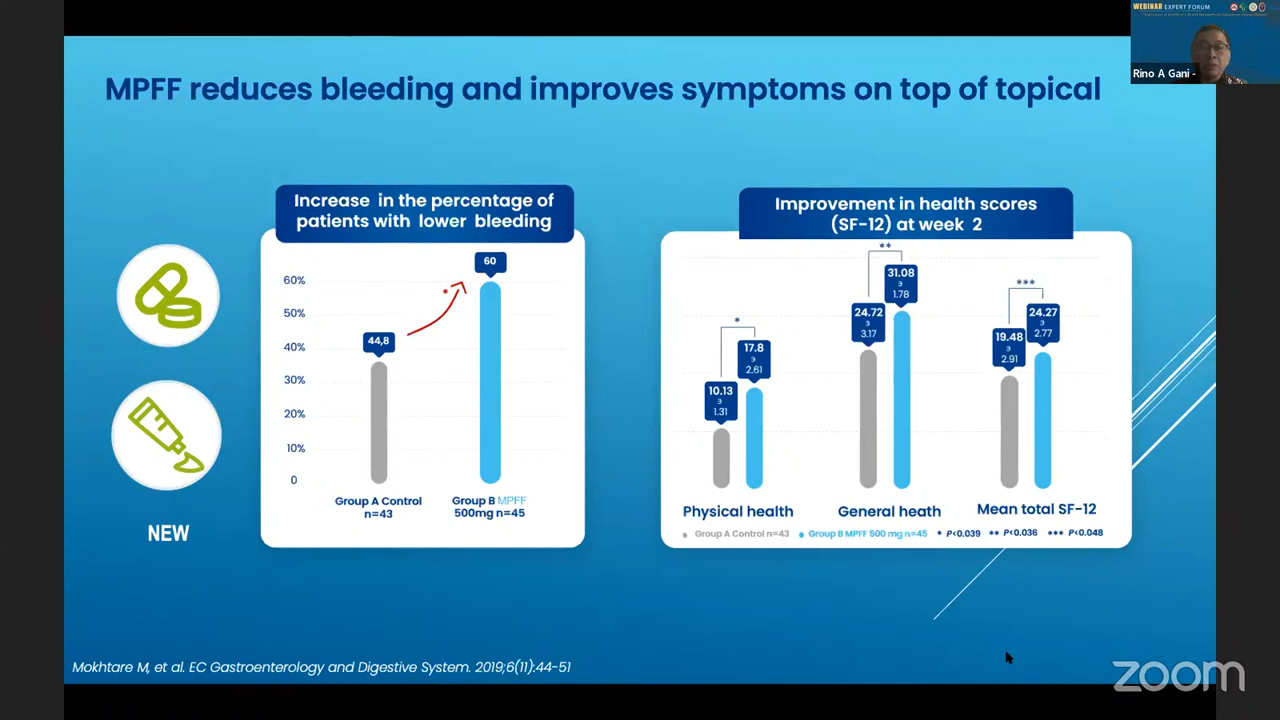 WEBINAR EXPERT FORUM
Rino A Gani -
MPFF reduces bleeding and improves symptoms on top of topical
Increase in the percentage of
patients with lower bleeding
60%
50%
40%
30%
20%
10%
0
44,8
*
60
Group A Control
n=43
Group B MPFF
500mg n=45
NEW
Improvement in health scores
(SF-12) at week 2
*
10.13
э
1.31
17.8
э
2.61
**
24.72
э
3.17
31.08
э
1.78
***
19.48
э
2.91
24.27
э
2.77
Physical health
General heath
Mean total SF-12
Group A Control n=43
Group B MPFF 500 mg n=45
* P<0.039
** P<0.036
*** P<0.048
Mokhtare M, et al. EC Gastroenterology and Digestive System. 2019;6(11):44-51
zoom